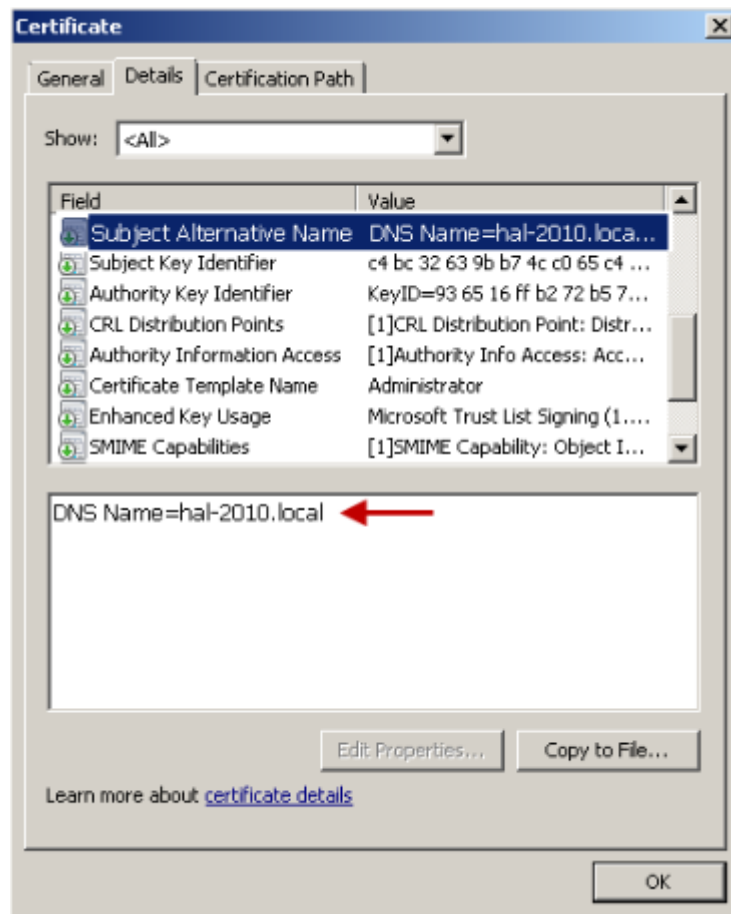 Certificate
General Details Certification Path
Show: <All>
Field Value
Subject Alternative Name DNS Name=hal-2010.loca...
Subject Key Identifier c4 bc 32 63 9b b7 4c c0 65 c4 ...
Authority Key Identifier KeyID=93 65 16 ff b2 72 b5 7...
CRL Distribution Points [1]CRL Distribution Point: Distr...
Authority Information Access [1]Authority Info Access: Acc...
Certificate Template Name Administrator
Enhanced Key Usage Microsoft Trust List Signing (1....
SMIME Capabilities [1]SMIME Capability: Object I...
DNS Name=hal-2010.local
Edit Properties... Copy to File...
Learn more about certificate details
OK